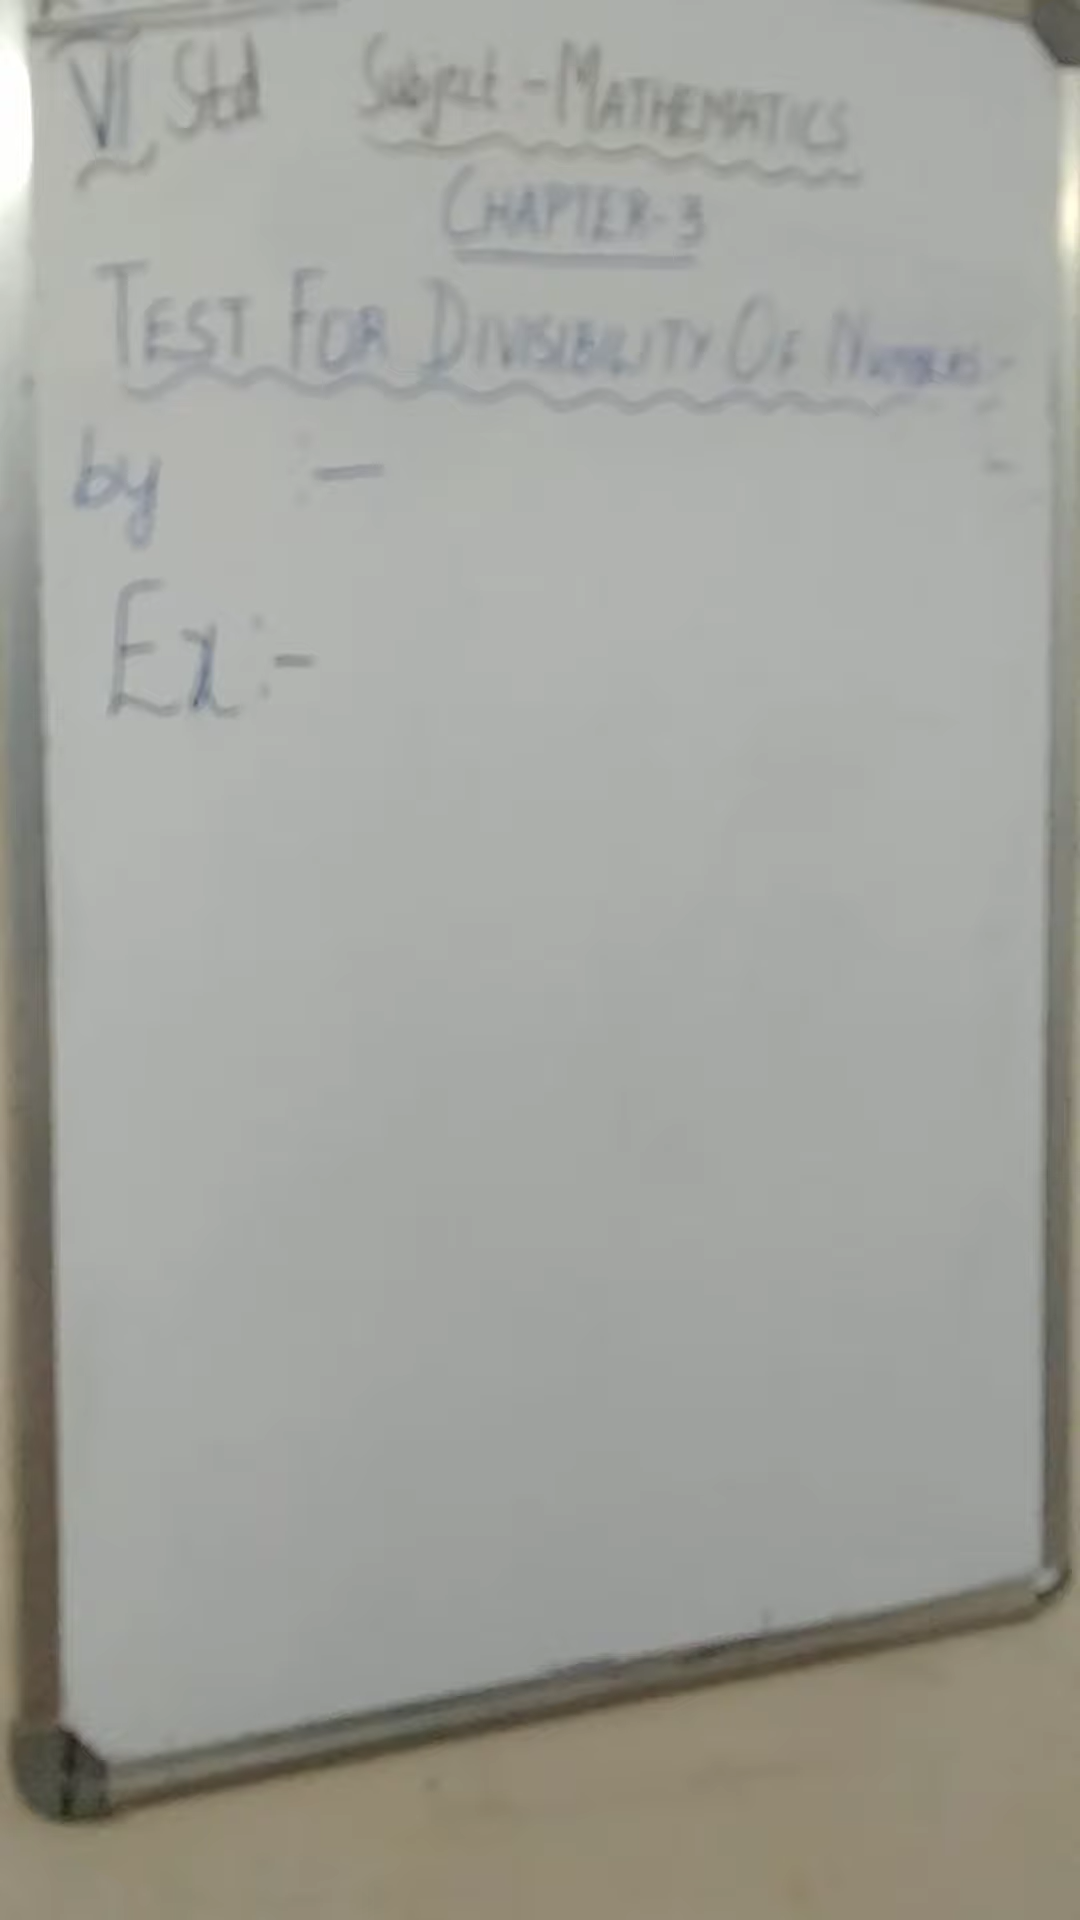 VI Std Subject - MATHEMATICS
CHAPTER-3
TEST FOR DIVISIBILITY OF NUMBERS:-
by :-
Ex:-